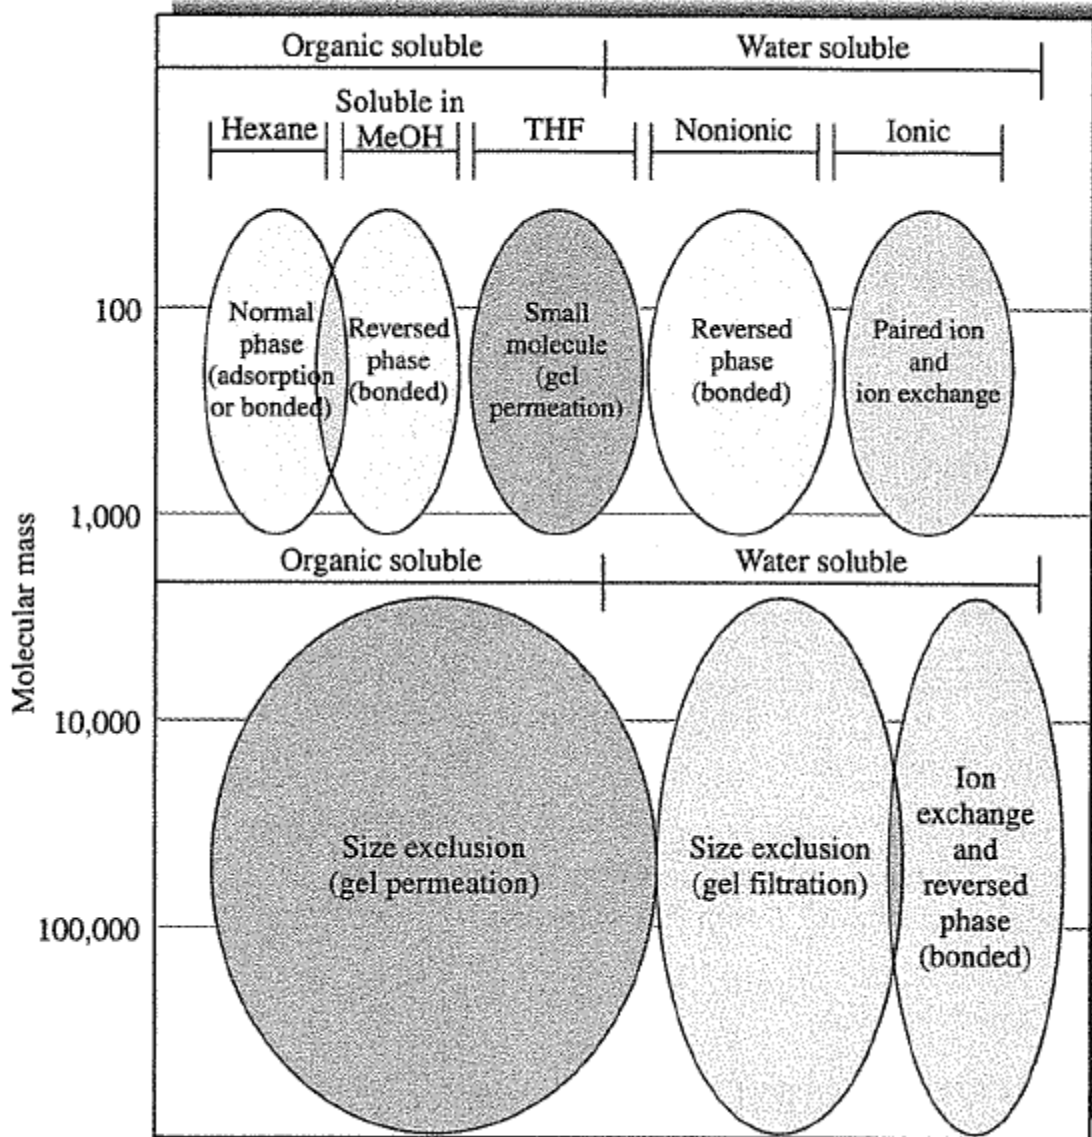 Organic soluble
Water soluble
Hexane
Soluble in
MeOH
THF
Nonionic
Ionic
Normal
phase
(adsorption
or bonded)
Reversed
phase
(bonded)
Small
molecule
(gel
permeation)
Reversed
phase
(bonded)
Paired ion
and
ion exchange
100
1,000
Organic soluble
Water soluble
Molecular mass
10,000
100,000
Size exclusion
(gel permeation)
Size exclusion
(gel filtration)
Ion
exchange
and
reversed
phase
(bonded)